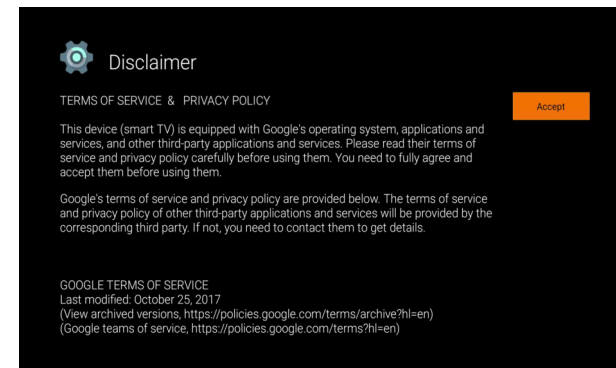 Disclaimer
TERMS OF SERVICE & PRIVACY POLICY
Accept
This device (smart TV) is equipped with Google's operating system, applications and
services, and other third-party applications and services. Please read their terms of
service and privacy policy carefully before using them. You need to fully agree and
accept them before using them.
Google's terms of service and privacy policy are provided below. The terms of service
and privacy policy of other third-party applications and services will be provided by the
corresponding third party. If not, you need to contact them to get details.
GOOGLE TERMS OF SERVICE
Last modified: October 25, 2017
(View archived versions, https://policies.google.com/terms/archive?hl=en)
(Google teams of service, https://policies.google.com/terms?hl=en)